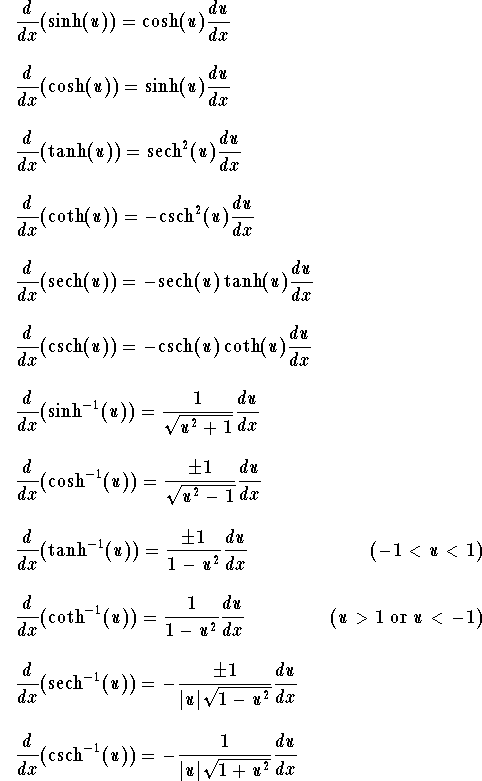 d/dx (sinh(u)) = cosh(u) du/dx
d/dx (cosh(u)) = sinh(u) du/dx
d/dx (tanh(u)) = sech²(u) du/dx
d/dx (coth(u)) = −csch²(u) du/dx
d/dx (sech(u)) = −sech(u) tanh(u) du/dx
d/dx (csch(u)) = −csch(u) coth(u) du/dx
d/dx (sinh⁻¹(u)) = 1/√(u² + 1) du/dx
d/dx (cosh⁻¹(u)) = ±1/√(u² − 1) du/dx
d/dx (tanh⁻¹(u)) = ±1/(1 − u²) du/dx (−1 < u < 1)
d/dx (coth⁻¹(u)) = 1/(1 − u²) du/dx (u > 1 or u < −1)
d/dx (sech⁻¹(u)) = − ±1/(|u|√(1 − u²)) du/dx
d/dx (csch⁻¹(u)) = − 1/(|u|√(1 + u²)) du/dx